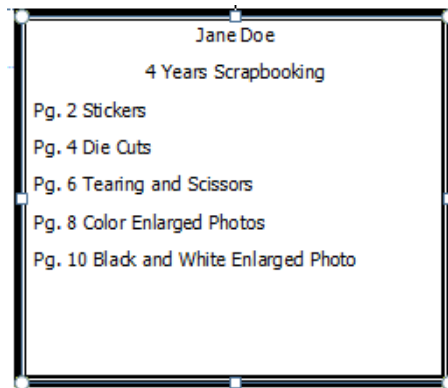 Jane Doe
4 Years Scrapbooking
Pg. 2 Stickers
Pg. 4 Die Cuts
Pg. 6 Tearing and Scissors
Pg. 8 Color Enlarged Photos
Pg. 10 Black and White Enlarged Photo